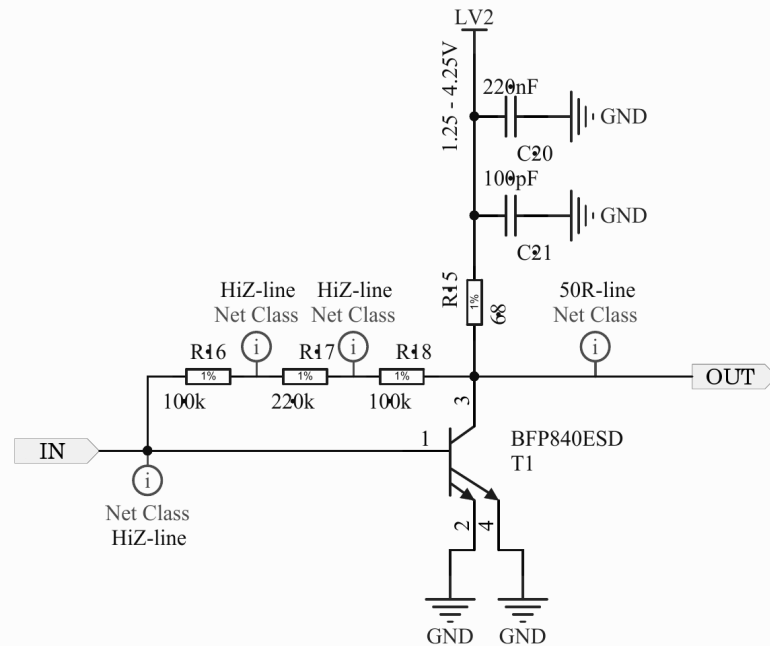 LV2
1.25 - 4.25V
220nF
GND
C20
100pF
GND
C21
R15
1%
68
HiZ-line
Net Class
i
HiZ-line
Net Class
i
50R-line
Net Class
i
R16
1%
100k
R17
1%
220k
R18
1%
100k
OUT
3
IN
1
BFP840ESD
T1
i
Net Class
HiZ-line
2
4
GND
GND